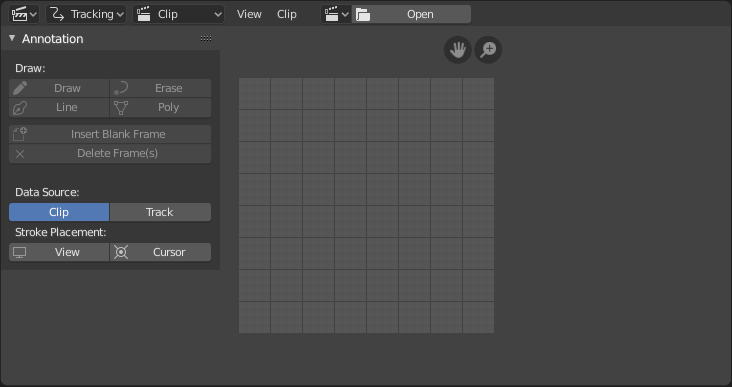 Tracking Clip View Clip Open
Annotation
Draw:
Draw Erase
Line Poly
Insert Blank Frame
Delete Frame(s)
Data Source:
Clip Track
Stroke Placement:
View Cursor